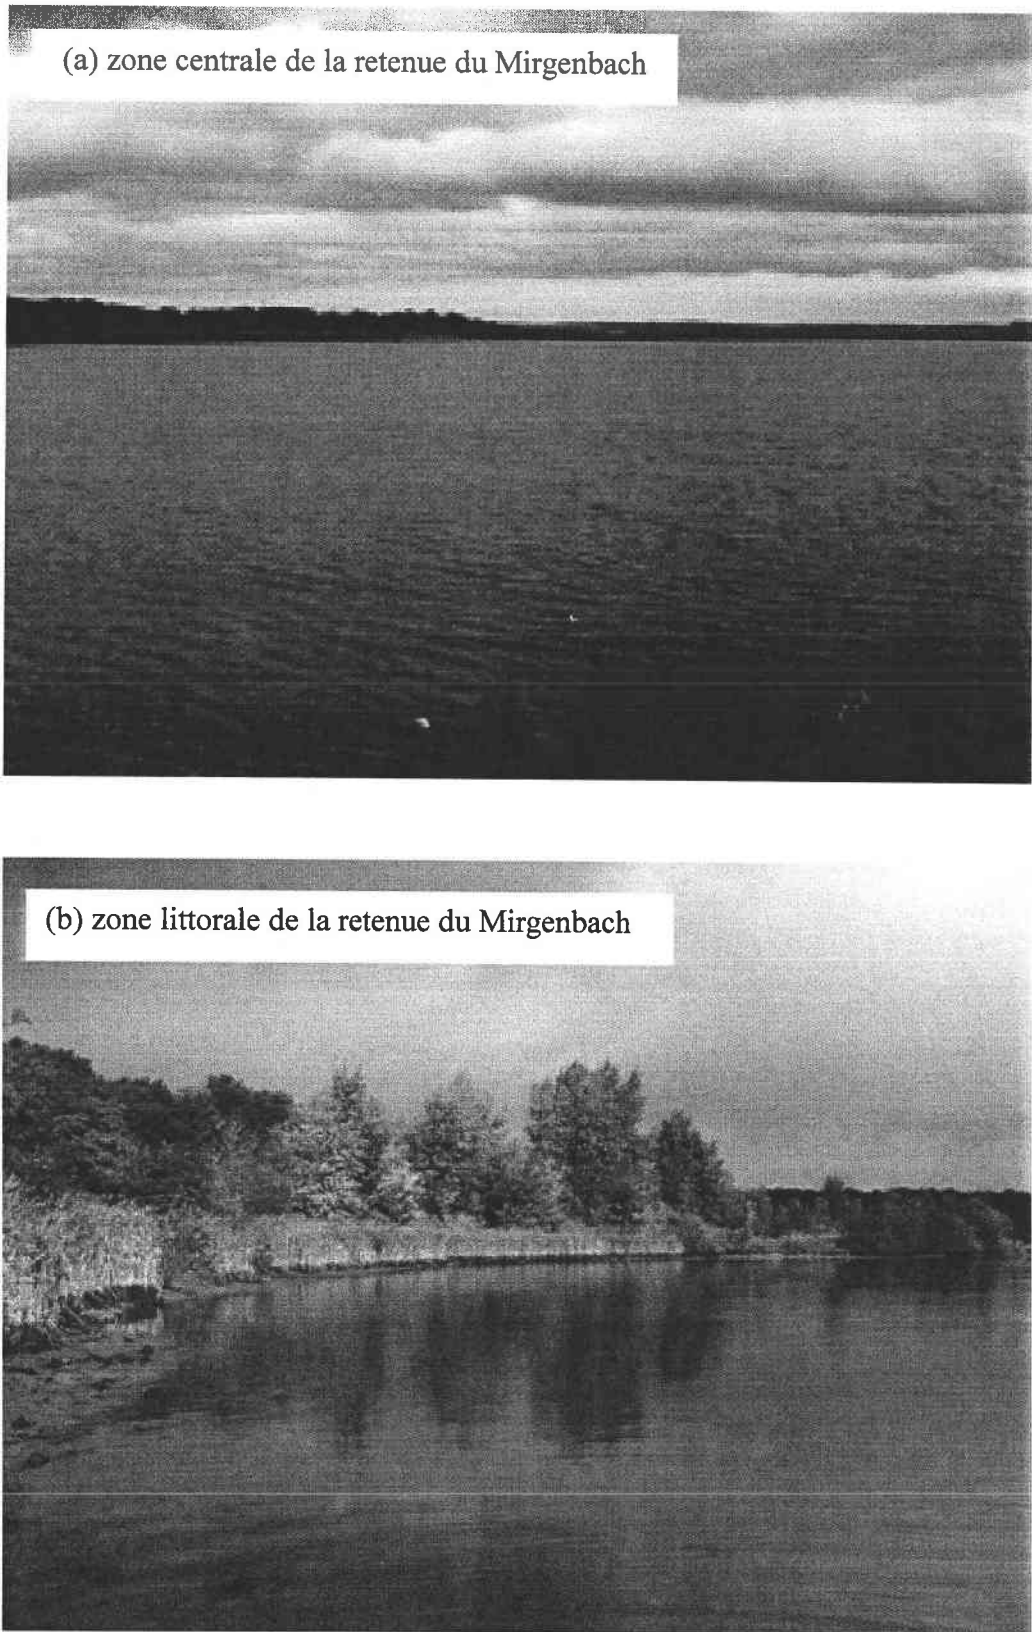 (a) zone centrale de la retenue du Mirgenbach
(b) zone littorale de la retenue du Mirgenbach